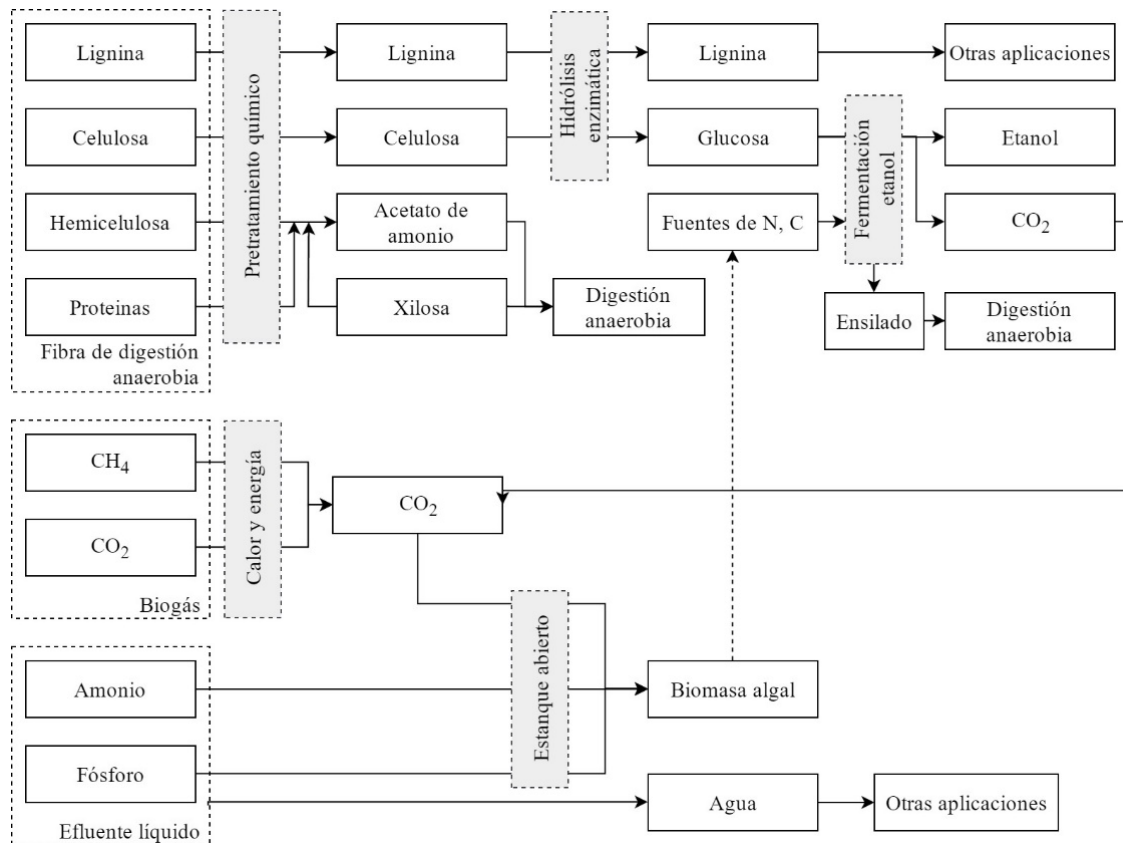 Lignina
Lignina
Lignina
Otras aplicaciones
Pretratamiento químico
Hidrólisis
enzimática
Celulosa
Celulosa
Glucosa
Fermentación
etanol
Etanol
Hemicelulosa
Acetato de
amonio
Fuentes de N, C
CO2
Proteinas
Xilosa
Digestión
anaerobia
Ensilado
Digestión
anaerobia
Fibra de digestión
anaerobia
CH4
Calor y energía
CO2
CO2
Biogás
Amonio
Estanque abierto
Biomasa algal
Fósforo
Agua
Otras aplicaciones
Efluente líquido